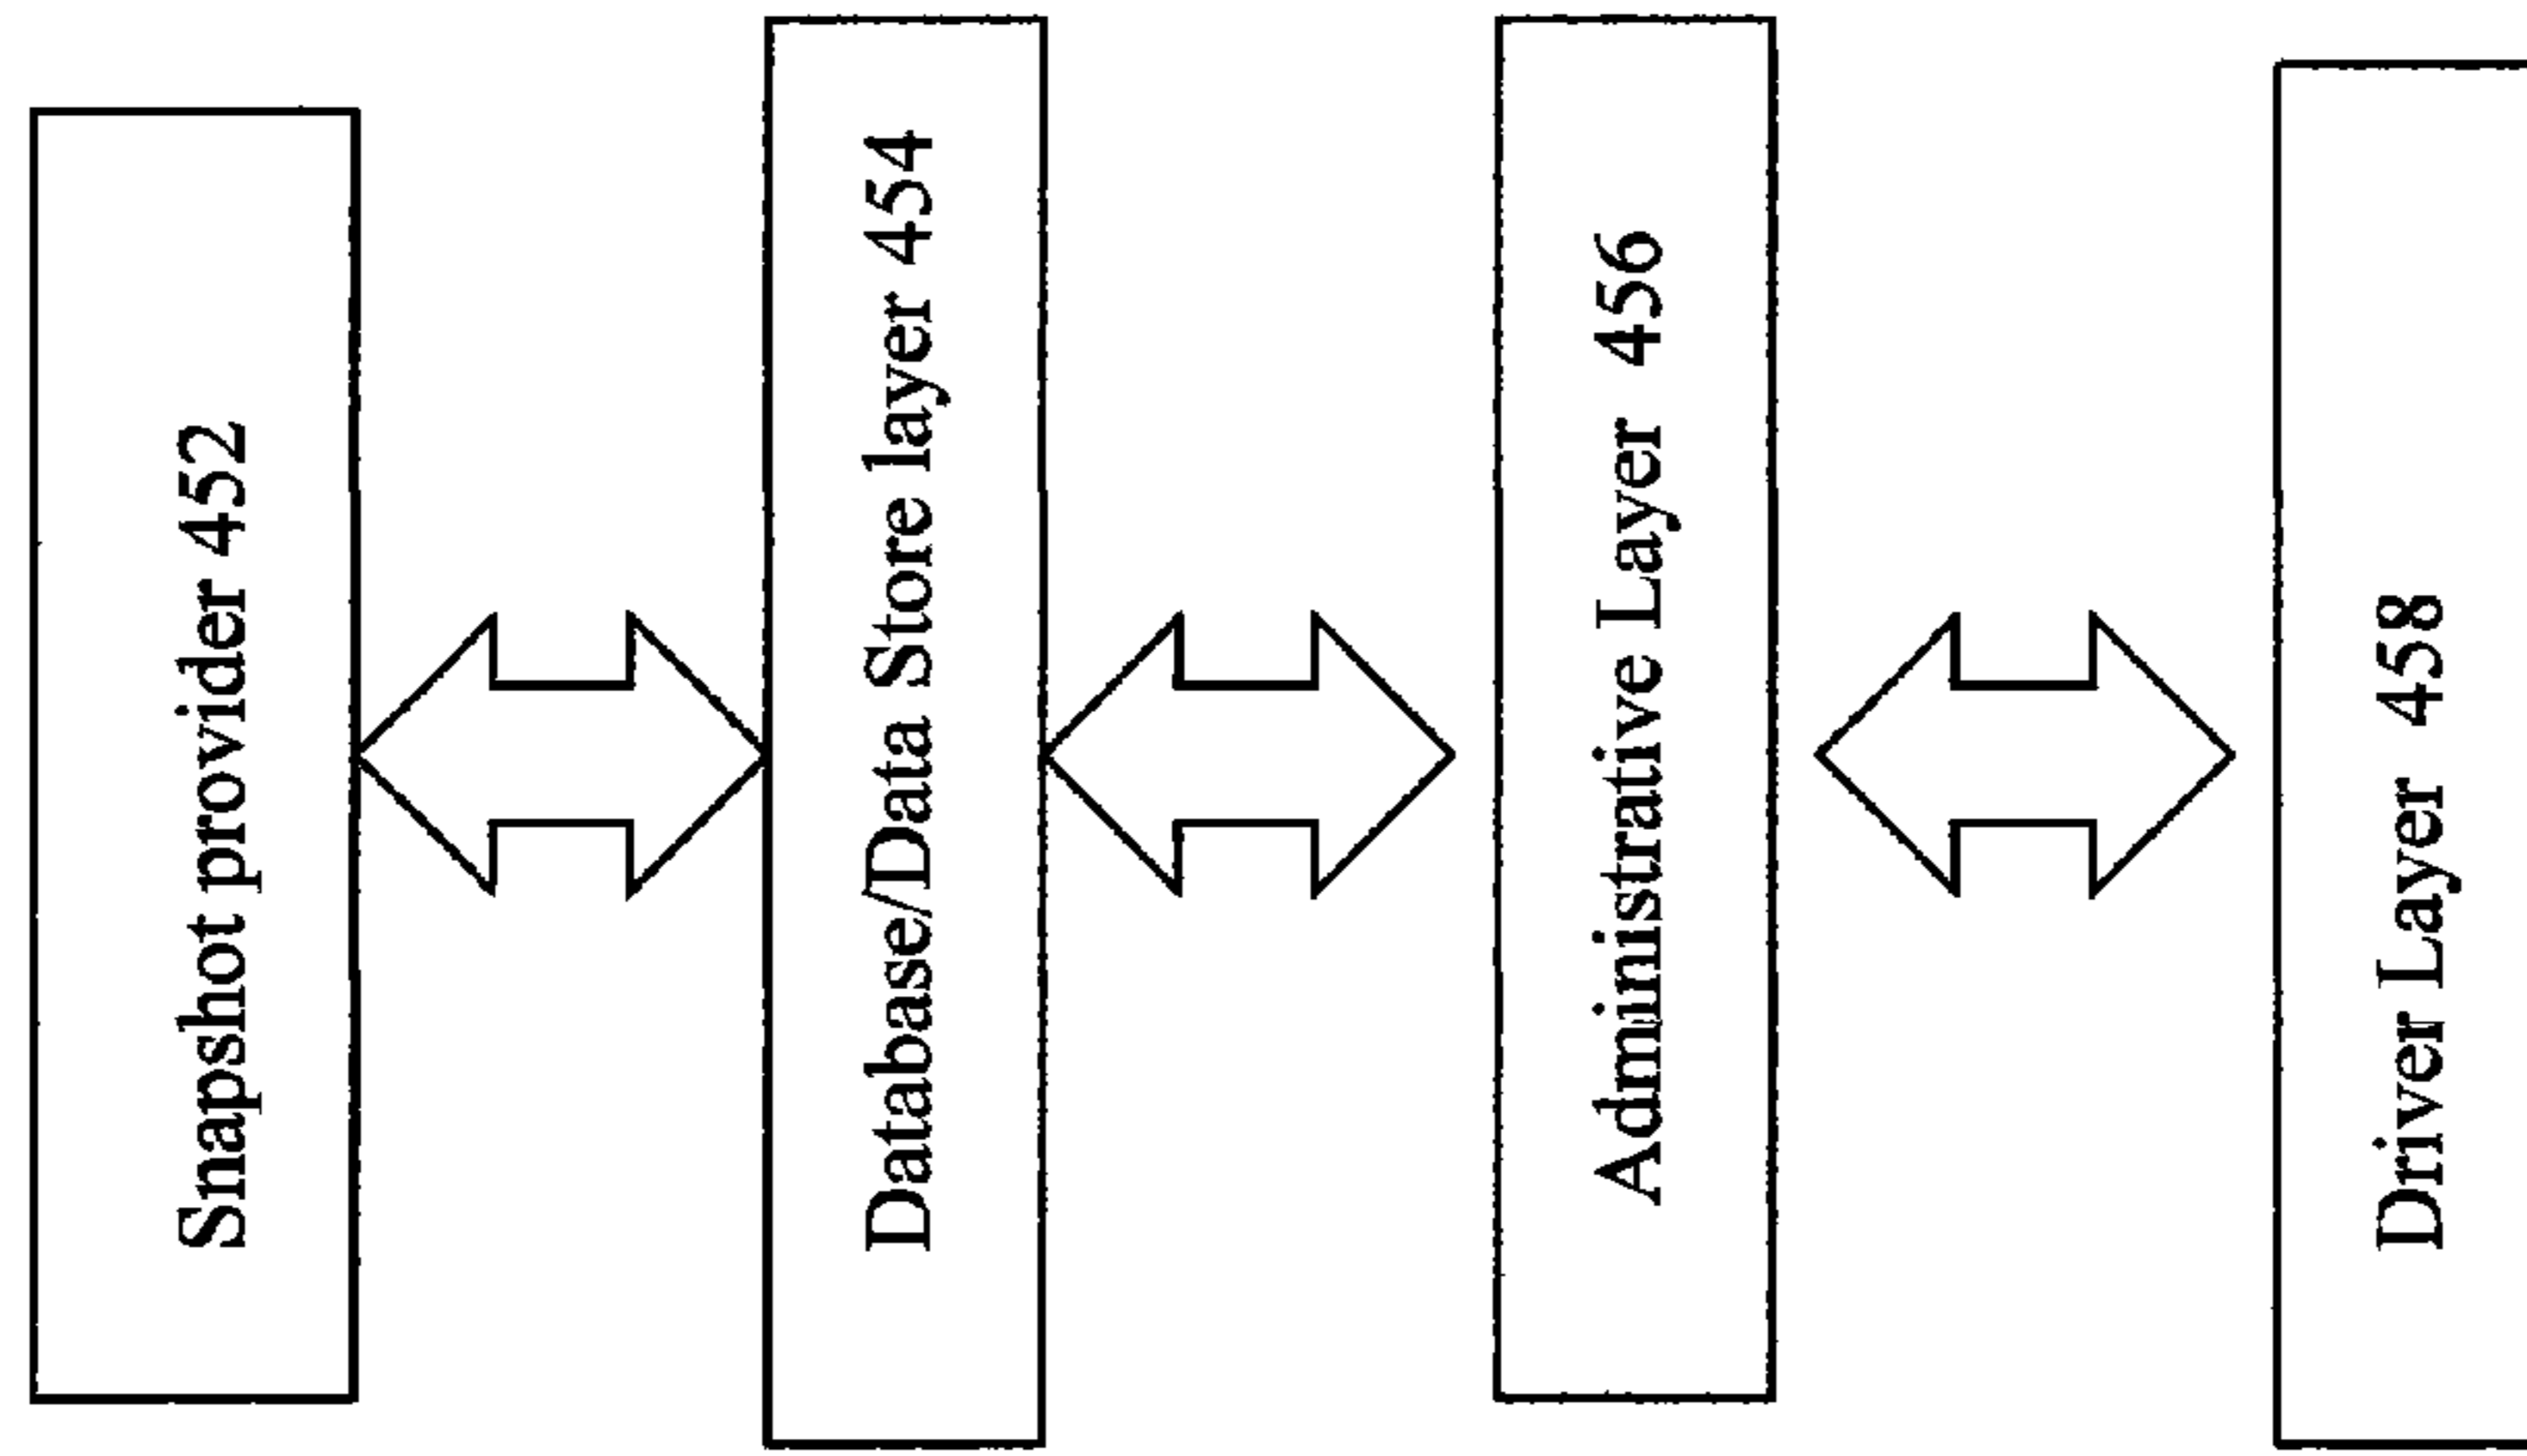 Snapshot provider 452
Database/Data Store layer 454
Administrative Layer 456
Driver Layer 458